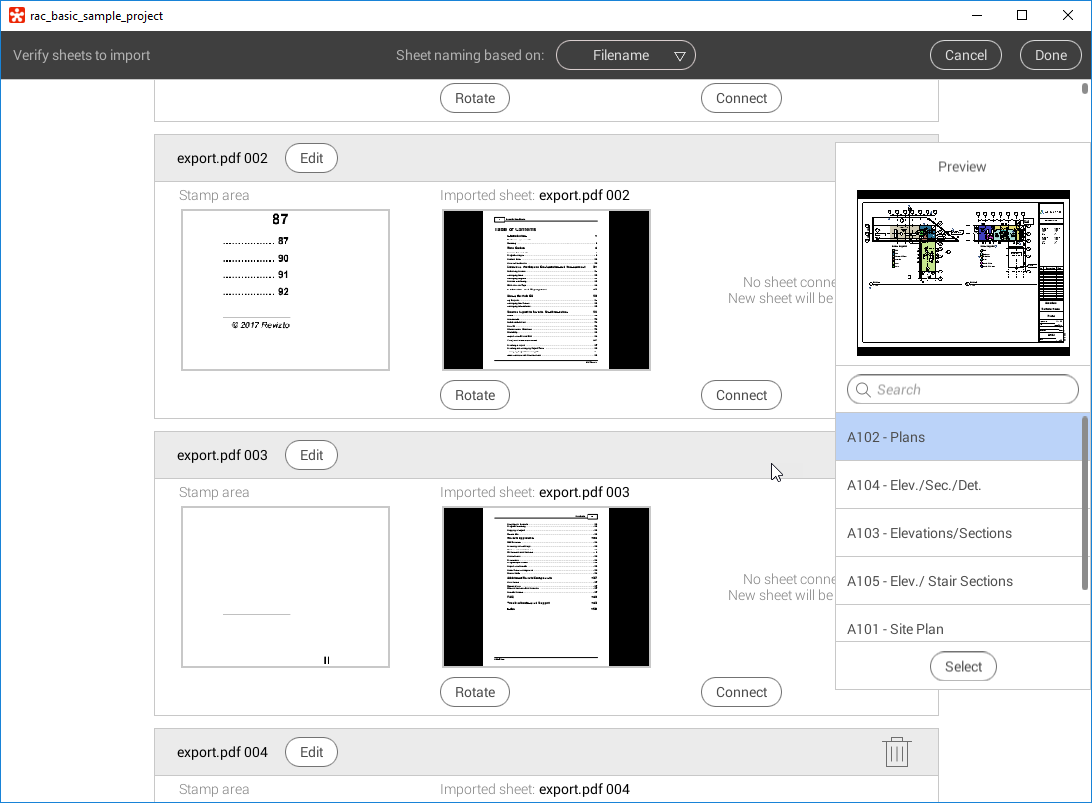 rac_basic_sample_project
Verify sheets to import
Sheet naming based on:
Filename
Cancel
Done
Rotate
Connect
export.pdf 002
Edit
Stamp area
Imported sheet: export.pdf 002
87
87
90
91
92
© 2017 Revizto
Table of Contents
No sheet conne
New sheet will be
Rotate
Connect
export.pdf 003
Edit
Stamp area
Imported sheet: export.pdf 003
II
No sheet conne
New sheet will be
Rotate
Connect
export.pdf 004
Edit
Stamp area
Imported sheet: export.pdf 004
Preview
Search
A102 - Plans
A104 - Elev./Sec./Det.
A103 - Elevations/Sections
A105 - Elev./ Stair Sections
A101 - Site Plan
Select